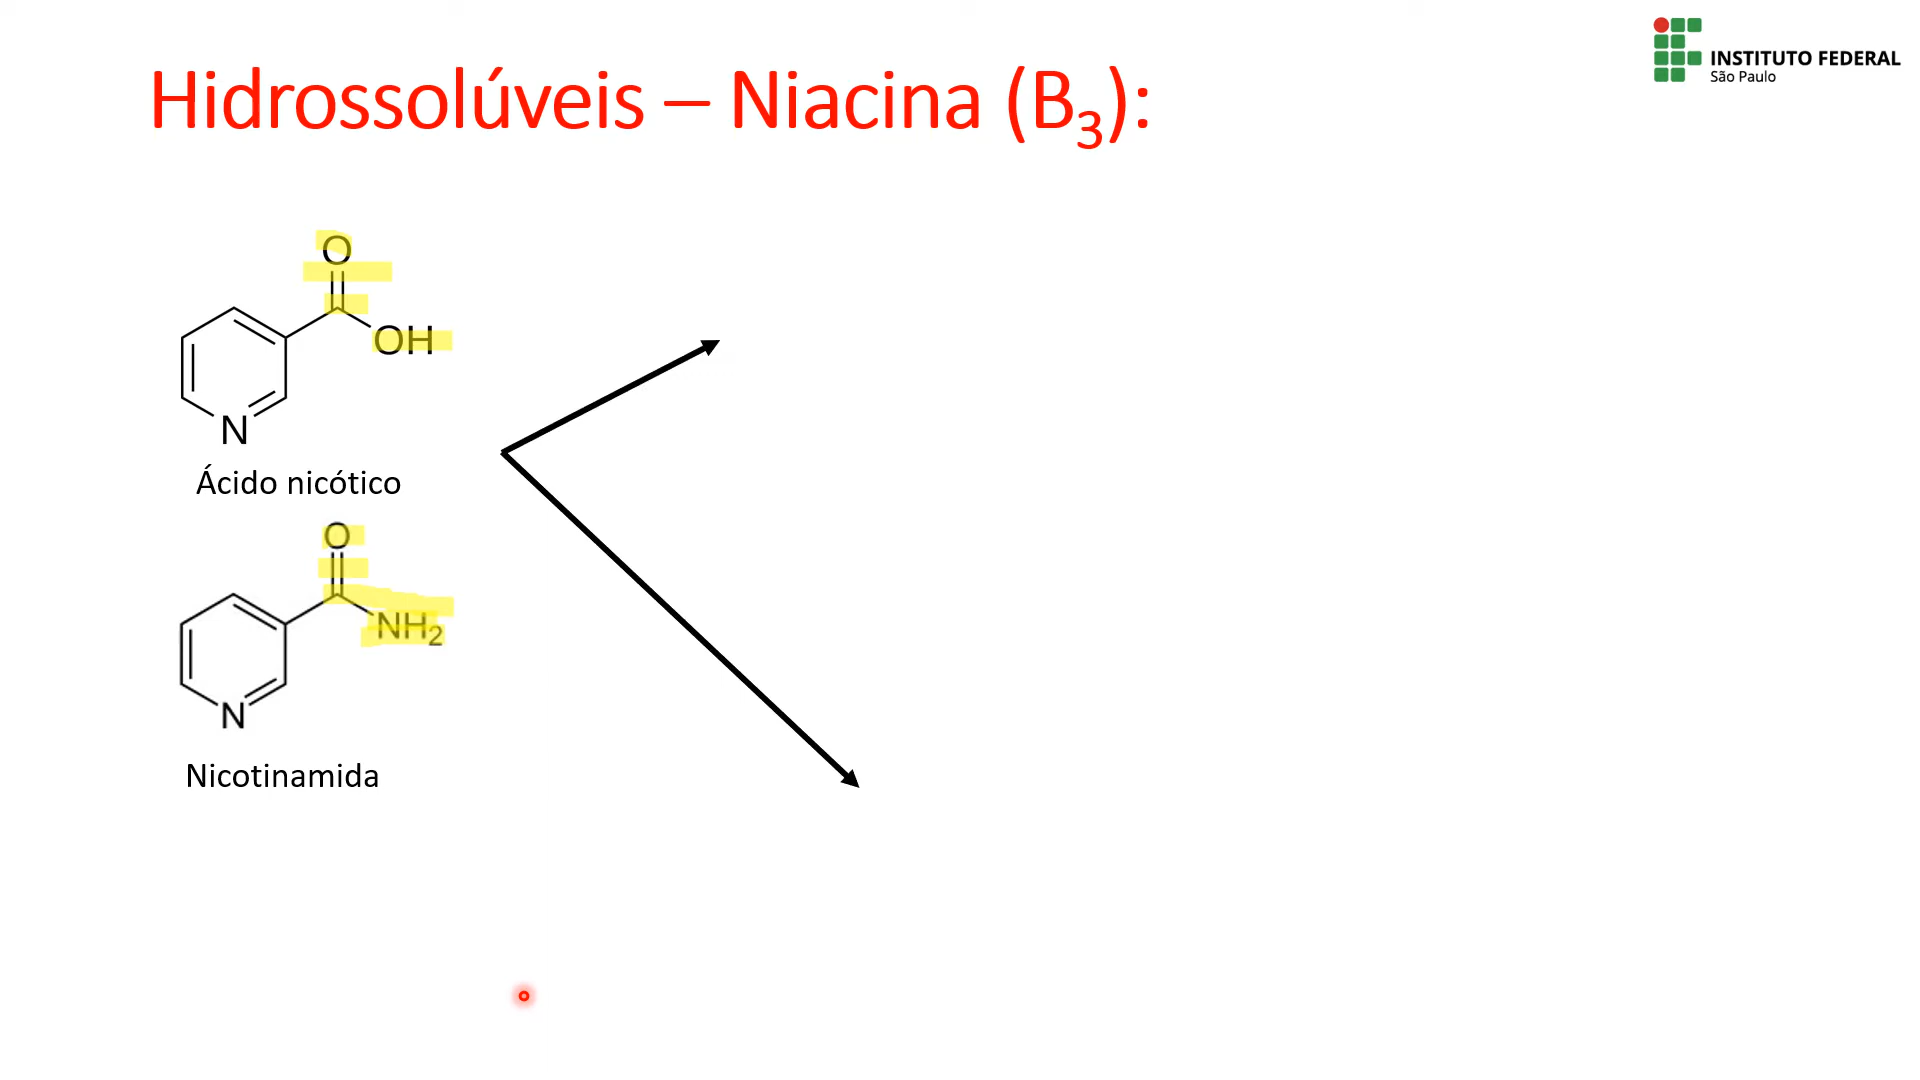 INSTITUTO FEDERAL
São Paulo
Hidrossolúveis – Niacina (B₃):
O
OH
N
Ácido nicótico
O
NH₂
N
Nicotinamida